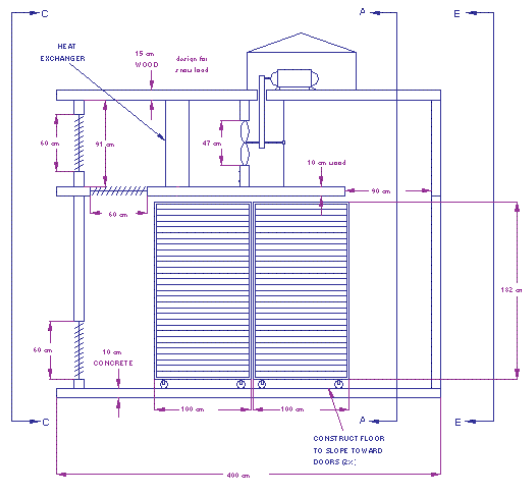 C
A
E
HEAT
EXCHANGER
15 cm
WOOD
design for
snow load
60 cm
91 cm
47 cm
10 cm wood
90 cm
60 cm
182 cm
60 cm
10 cm
CONCRETE
C
A
E
100 cm
100 cm
CONSTRUCT FLOOR
TO SLOPE TOWARD
DOORS (2%)
400 cm